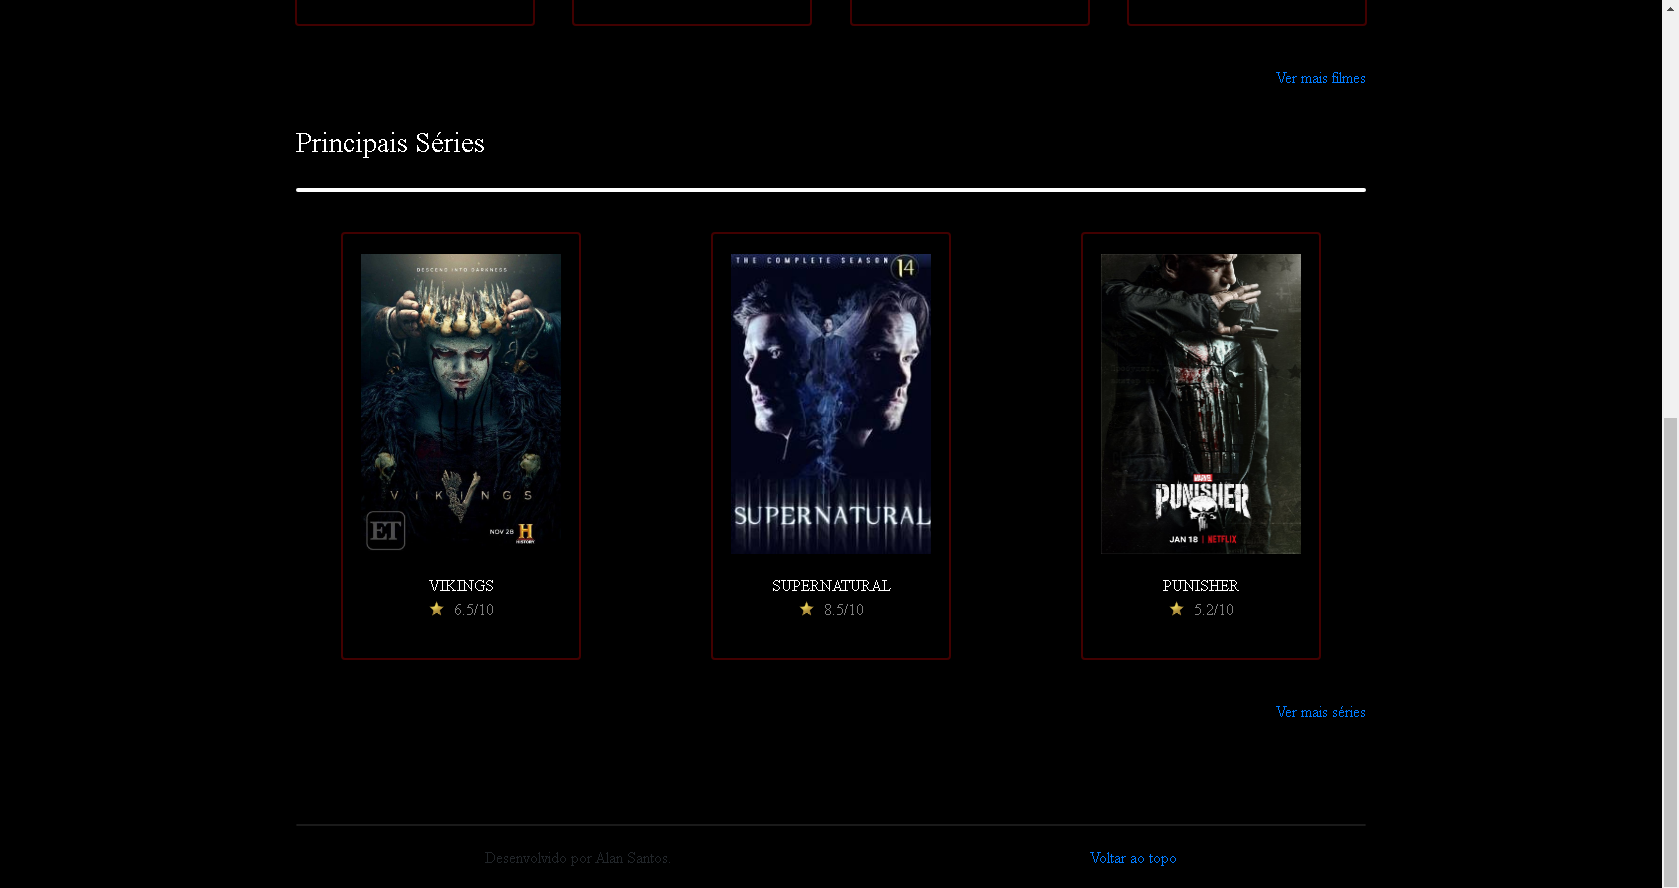 Ver mais filmes
Principais Séries
DESCEND INTO DARKNESS
VIKINGS
ET
NOV 28
H
HISTORY
THE COMPLETE SEASON 14
SUPERNATURAL
MARVEL
PUNISHER
JAN 18 | NETFLIX
VIKINGS
6.5/10
SUPERNATURAL
8.5/10
PUNISHER
5.2/10
Ver mais séries
Desenvolvido por Alan Santos.
Voltar ao topo